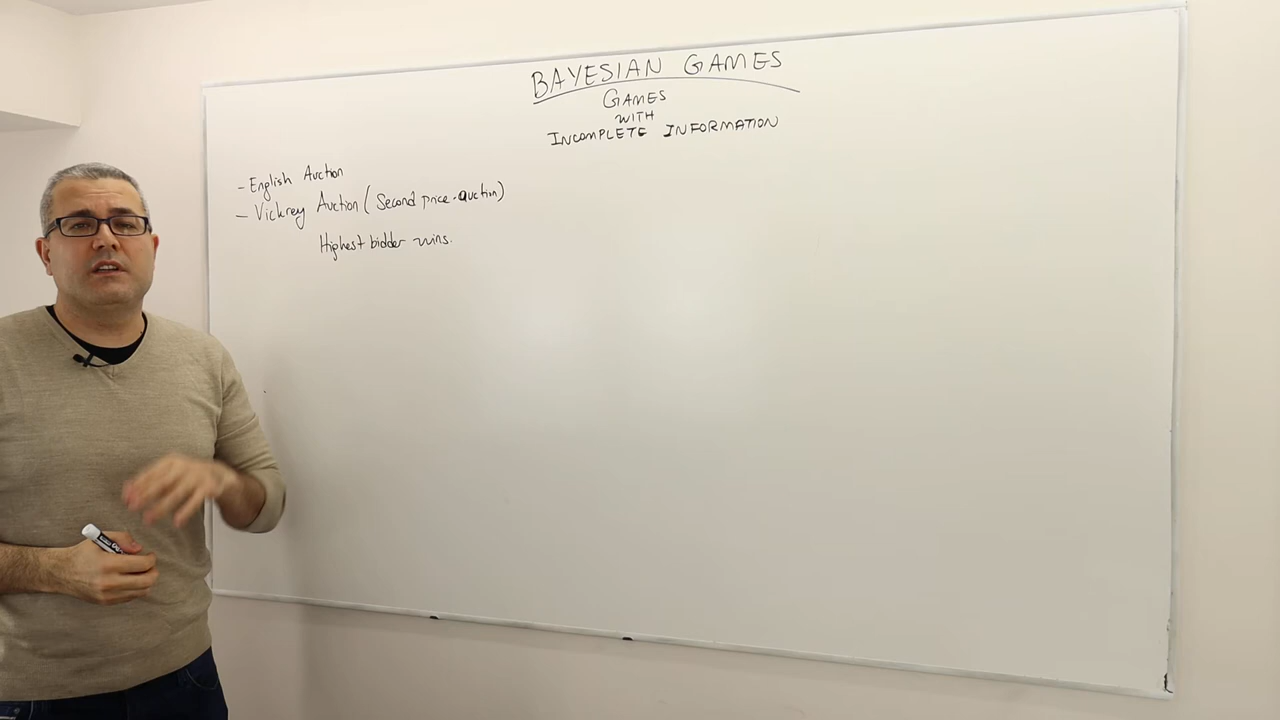 BAYESIAN GAMES
GAMES
WITH
INCOMPLETE INFORMATION
- English Auction
- Vickrey Auction (Second price auction)
Highest bidder wins.